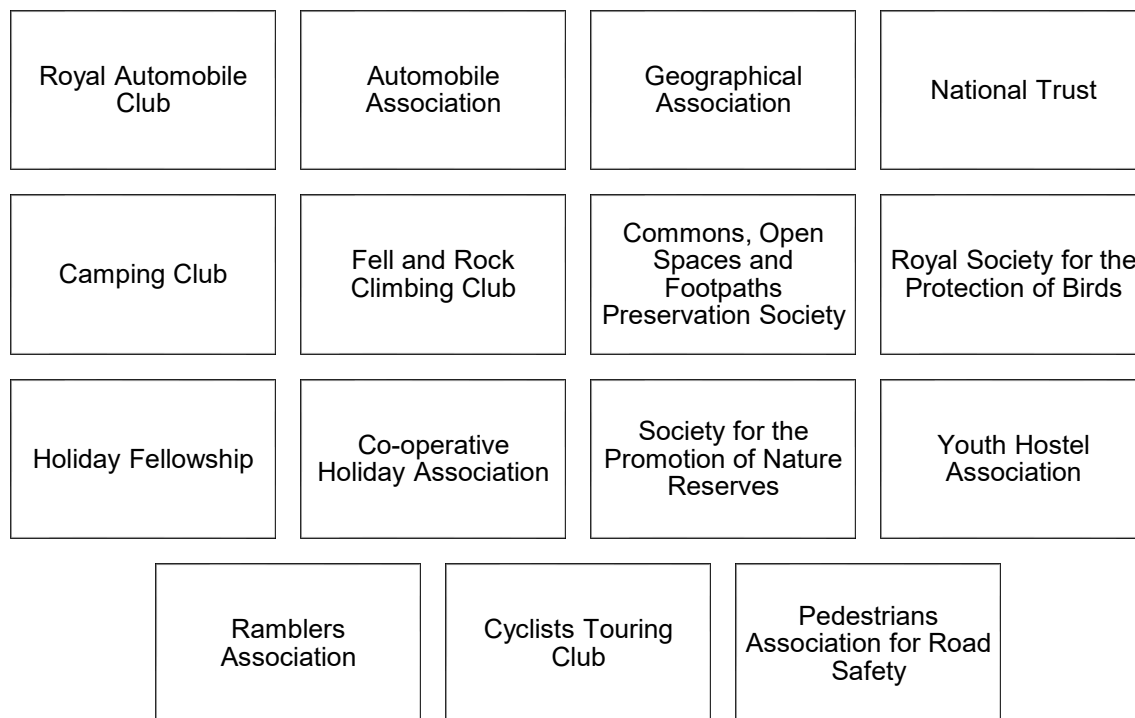 Royal Automobile
Club
Automobile
Association
Geographical
Association
National Trust
Camping Club
Fell and Rock
Climbing Club
Commons, Open
Spaces and
Footpaths
Preservation Society
Royal Society for the
Protection of Birds
Holiday Fellowship
Co-operative
Holiday Association
Society for the
Promotion of Nature
Reserves
Youth Hostel
Association
Ramblers
Association
Cyclists Touring
Club
Pedestrians
Association for Road
Safety